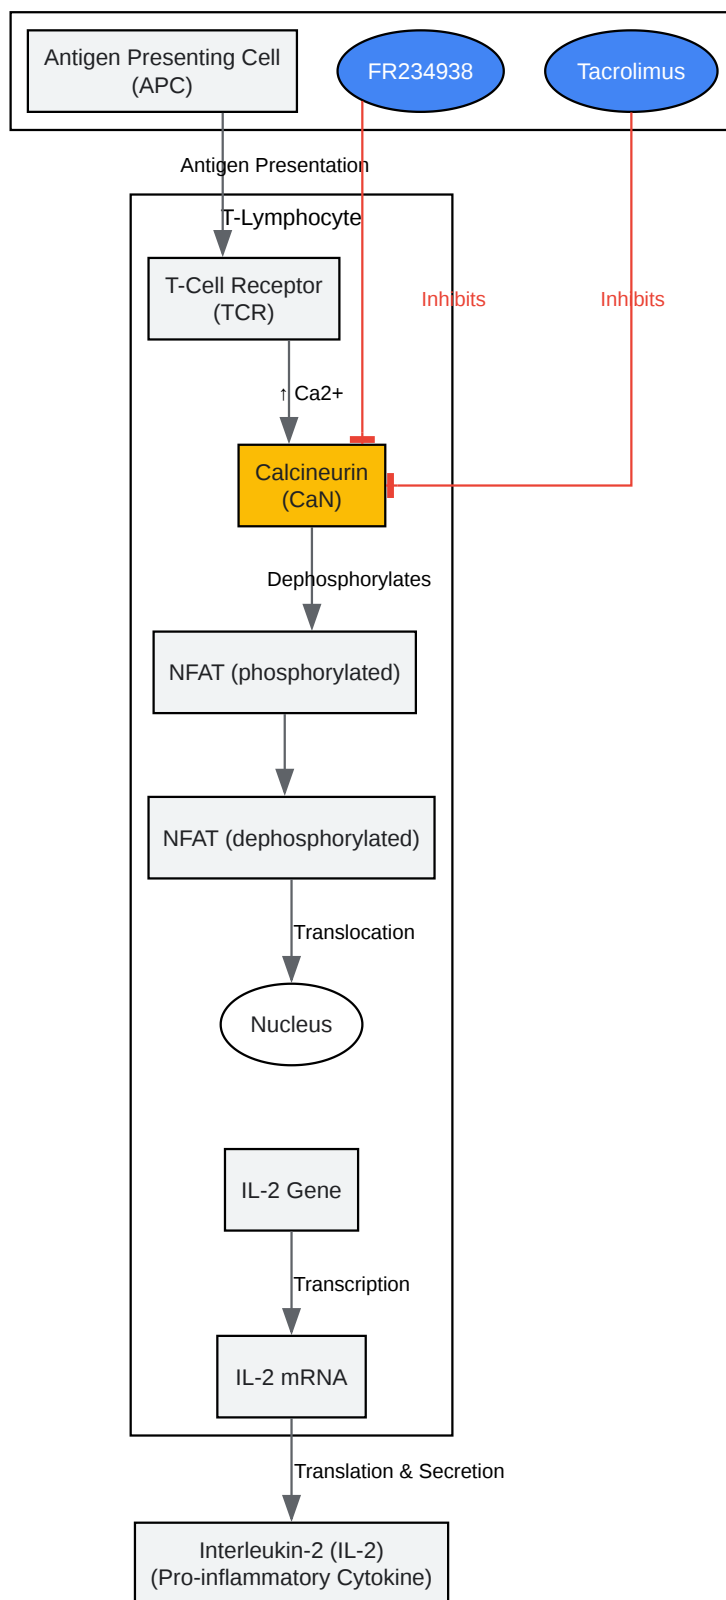 Antigen Presenting Cell
(APC)
FR234938
Tacrolimus
Antigen Presentation
T-Lymphocyte
T-Cell Receptor
(TCR)
Inhibits
Inhibits
↑ Ca2+
Calcineurin
(CaN)
Dephosphorylates
NFAT (phosphorylated)
NFAT (dephosphorylated)
Translocation
Nucleus
IL-2 Gene
Transcription
IL-2 mRNA
Translation & Secretion
Interleukin-2 (IL-2)
(Pro-inflammatory Cytokine)